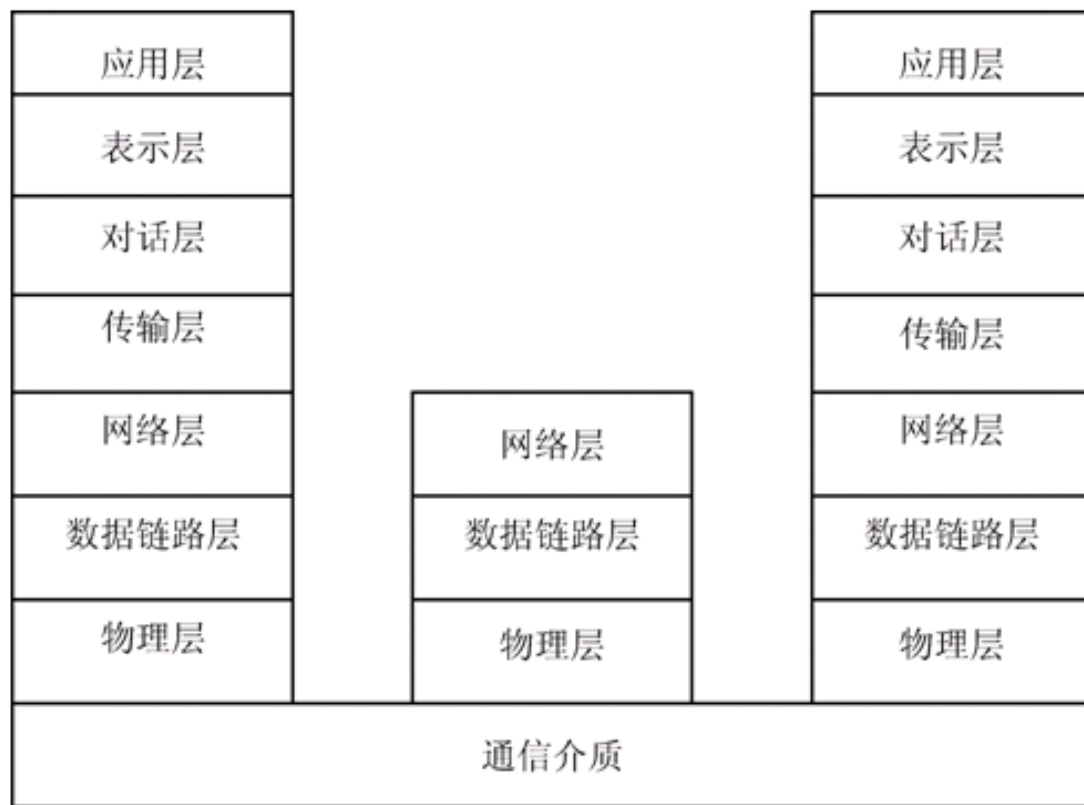 应用层
表示层
对话层
传输层
网络层
数据链路层
物理层
网络层
数据链路层
物理层
应用层
表示层
对话层
传输层
网络层
数据链路层
物理层
通信介质